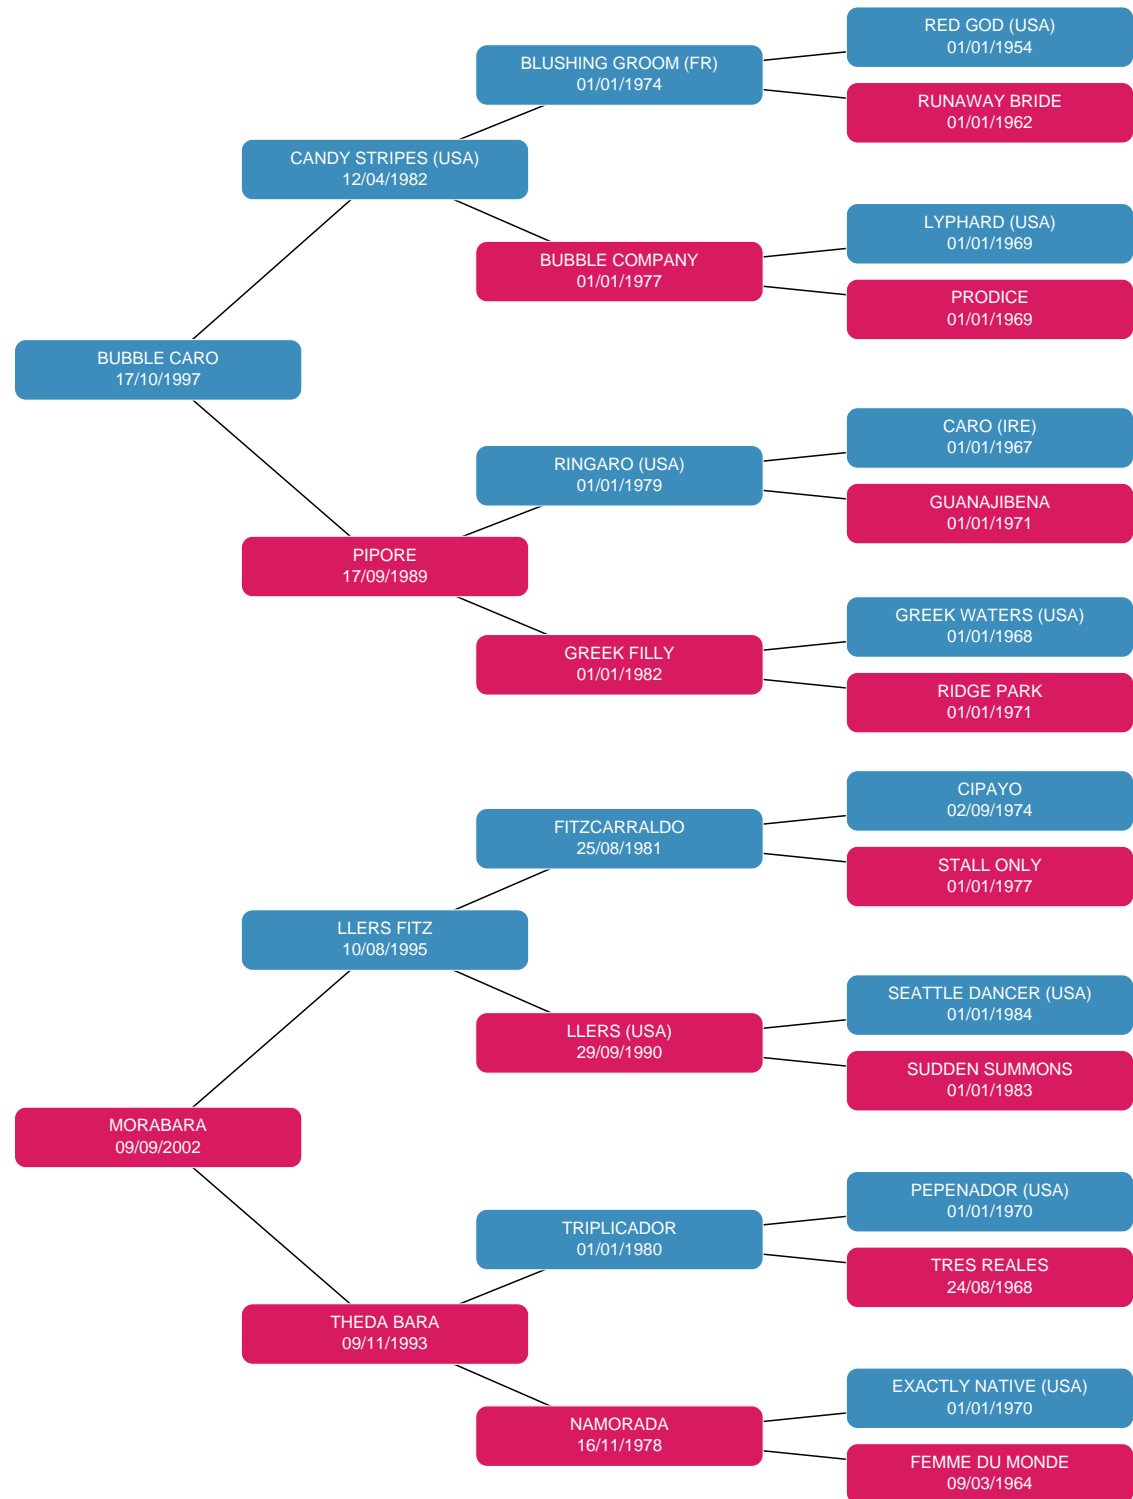 RED GOD (USA)
01/01/1954
BLUSHING GROOM (FR)
01/01/1974
RUNAWAY BRIDE
01/01/1962
CANDY STRIPES (USA)
12/04/1982
LYPHARD (USA)
01/01/1969
BUBBLE COMPANY
01/01/1977
PRODICE
01/01/1969
BUBBLE CARO
17/10/1997
CARO (IRE)
01/01/1967
RINGARO (USA)
01/01/1979
GUANAJIBENA
01/01/1971
PIPORE
17/09/1989
GREEK WATERS (USA)
01/01/1968
GREEK FILLY
01/01/1982
RIDGE PARK
01/01/1971
CIPAYO
02/09/1974
FITZCARRALDO
25/08/1981
STALL ONLY
01/01/1977
LLERS FITZ
10/08/1995
SEATTLE DANCER (USA)
01/01/1984
LLERS (USA)
29/09/1990
SUDDEN SUMMONS
01/01/1983
MORABARA
09/09/2002
PEPENADOR (USA)
01/01/1970
TRIPLICADOR
01/01/1980
TRES REALES
24/08/1968
THEDA BARA
09/11/1993
EXACTLY NATIVE (USA)
01/01/1970
NAMORADA
16/11/1978
FEMME DU MONDE
09/03/1964